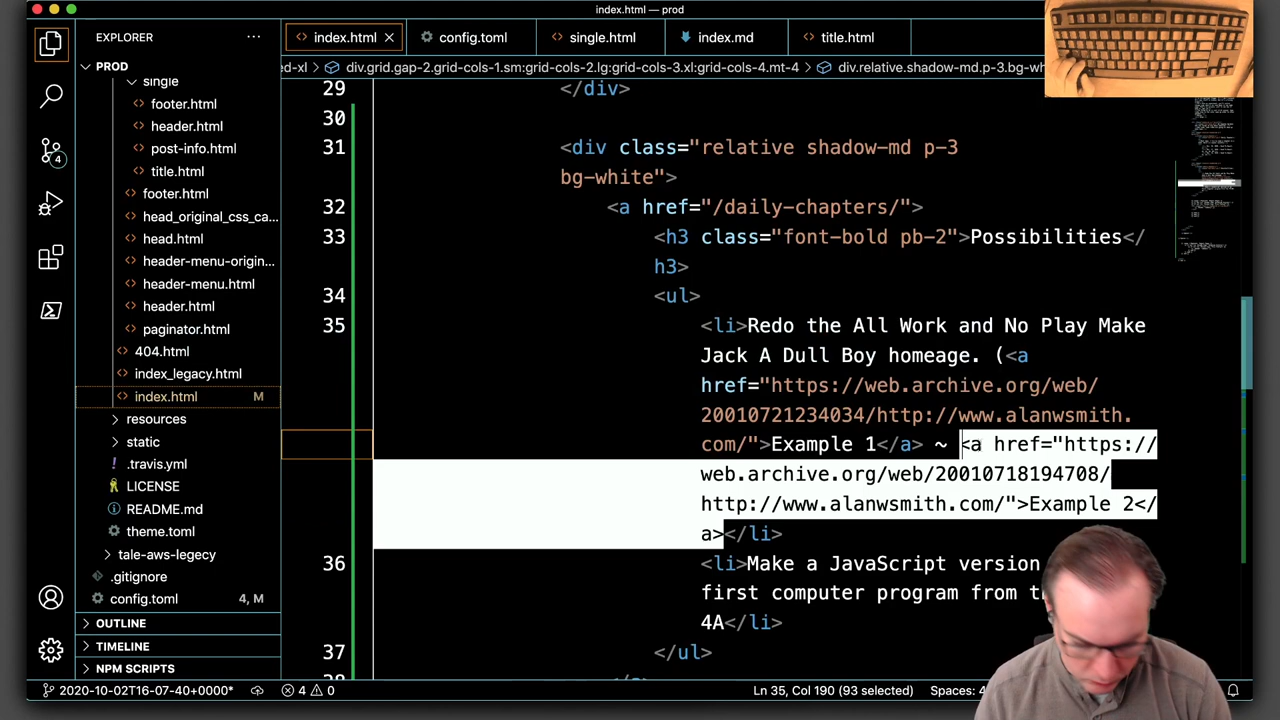 index.html — prod
EXPLORER
PROD
single
footer.html
header.html
post-info.html
title.html
footer.html
head_original_css_ca...
head.html
header-menu-origin...
header-menu.html
header.html
paginator.html
404.html
index_legacy.html
index.html M
resources
static
.travis.yml
LICENSE
README.md
theme.toml
tale-aws-legacy
.gitignore
config.toml 4, M
OUTLINE
TIMELINE
NPM SCRIPTS
4
index.html config.toml single.html index.md title.html
ed-xl > div.grid.gap-2.grid-cols-1.sm:grid-cols-2.lg:grid-cols-3.xl:grid-cols-4.mt-4 > div.relative.shadow-md.p-3.bg-wh
29 </div>
30
31 <div class="relative shadow-md p-3
bg-white">
32 <a href="/daily-chapters/">
33 <h3 class="font-bold pb-2">Possibilities</
h3>
34 <ul>
35 <li>Redo the All Work and No Play Make
Jack A Dull Boy homeage. (<a
href="https://web.archive.org/web/
20010721234034/http://www.alanwsmith.
com/">Example 1</a> ~ <a href="https://
web.archive.org/web/20010718194708/
http://www.alanwsmith.com/">Example 2</
a></li>
36 <li>Make a JavaScript version
first computer program from
4A</li>
37 </ul>
2020-10-02T16-07-40+0000* 4 0 Ln 35, Col 190 (93 selected) Spaces: